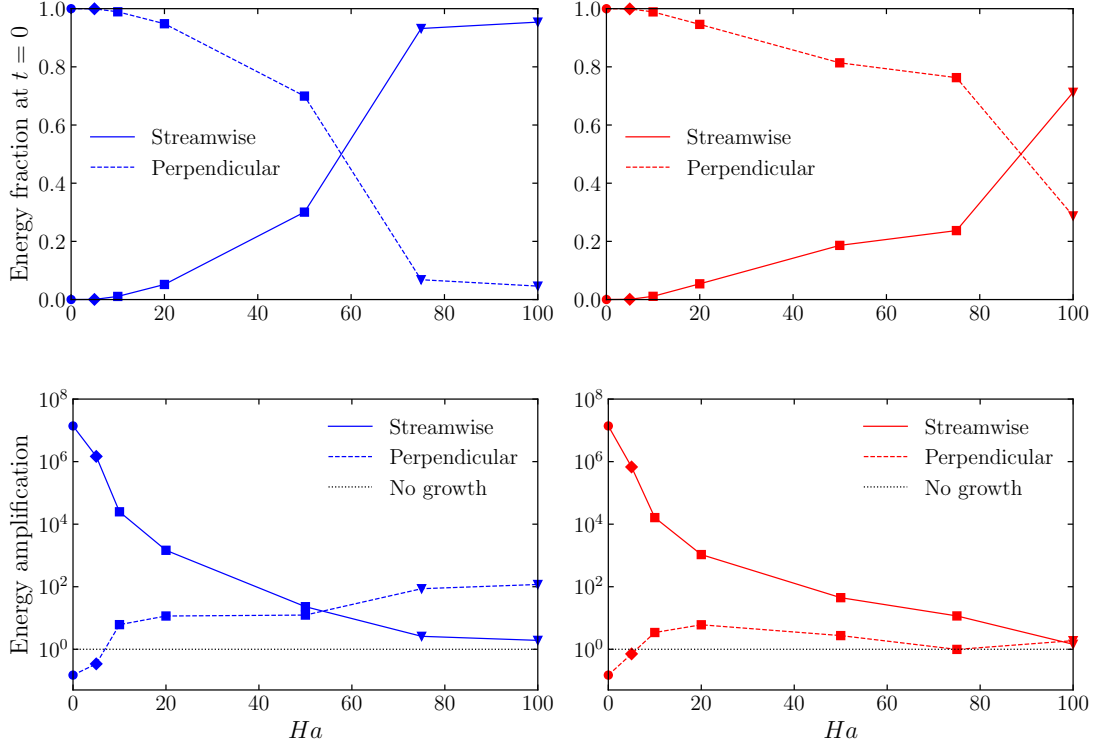 Energy fraction at t = 0
1.0
0.8
0.6
0.4
0.2
0.0
Streamwise
Perpendicular
0 20 40 60 80 100
1.0
0.8
0.6
0.4
0.2
0.0
Streamwise
Perpendicular
0 20 40 60 80 100
Energy amplification
10^8
10^6
10^4
10^2
10^0
Streamwise
Perpendicular
No growth
0 20 40 60 80 100
Ha
10^8
10^6
10^4
10^2
10^0
Streamwise
Perpendicular
No growth
0 20 40 60 80 100
Ha